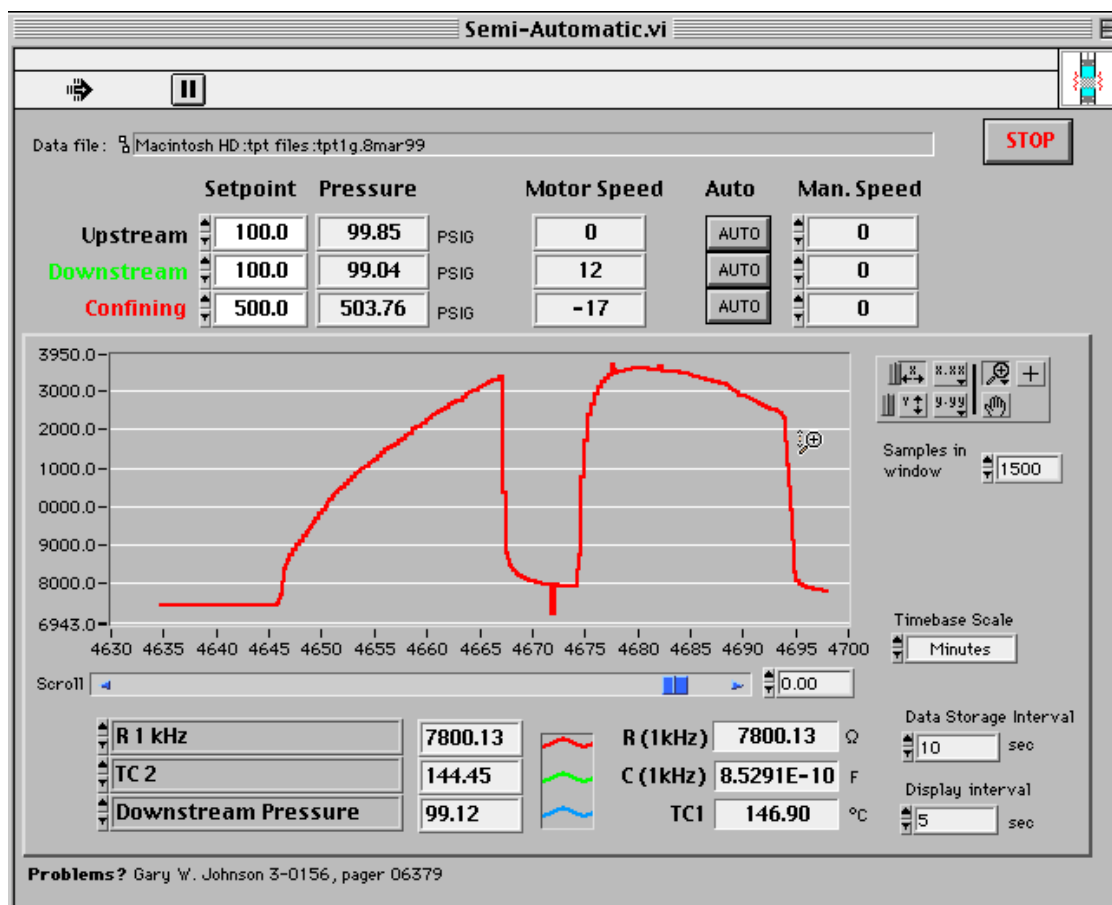 Semi-Automatic.vi
Data file: Macintosh HD:tpt files:tpt1g.8mar99 STOP
Setpoint Pressure Motor Speed Auto Man. Speed
Upstream 100.0 99.85 PSIG 0 AUTO 0
Downstream 100.0 99.04 PSIG 12 AUTO 0
Confining 500.0 503.76 PSIG -17 AUTO 0
3950.0
3000.0
2000.0
1000.0
0000.0
9000.0
8000.0
6943.0
4630 4635 4640 4645 4650 4655 4660 4665 4670 4675 4680 4685 4690 4695 4700
X X.XX
Y Y.YY
Samples in
window 1500
Timebase Scale
Minutes
Scroll 0.00
R 1 kHz 7800.13 R (1kHz) 7800.13 Ω
TC 2 144.45 C (1kHz) 8.5291E-10 F
Downstream Pressure 99.12 TC1 146.90 °C
Data Storage Interval
10 sec
Display interval
5 sec
Problems? Gary W. Johnson 3-0156, pager 06379